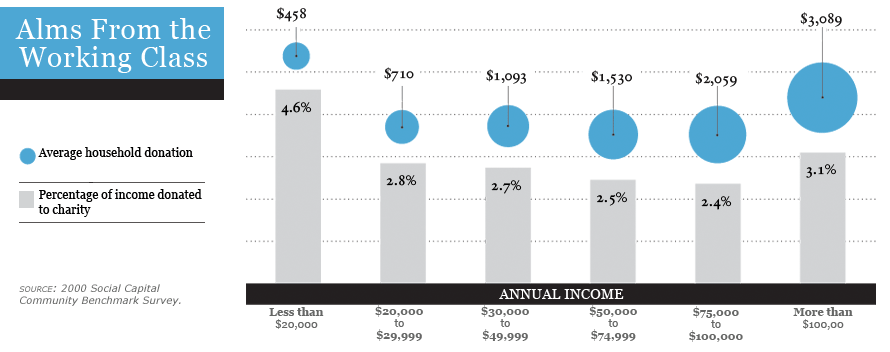 Alms From the
Working Class
Average household donation
Percentage of income donated
to charity
SOURCE: 2000 Social Capital
Community Benchmark Survey.
$458
$710
$1,093
$1,530
$2,059
$3,089
4.6%
2.8%
2.7%
2.5%
2.4%
3.1%
ANNUAL INCOME
Less than
$20,000
$20,000
to
$29,999
$30,000
to
$49,999
$50,000
to
$74,999
$75,000
to
$100,000
More than
$100,00